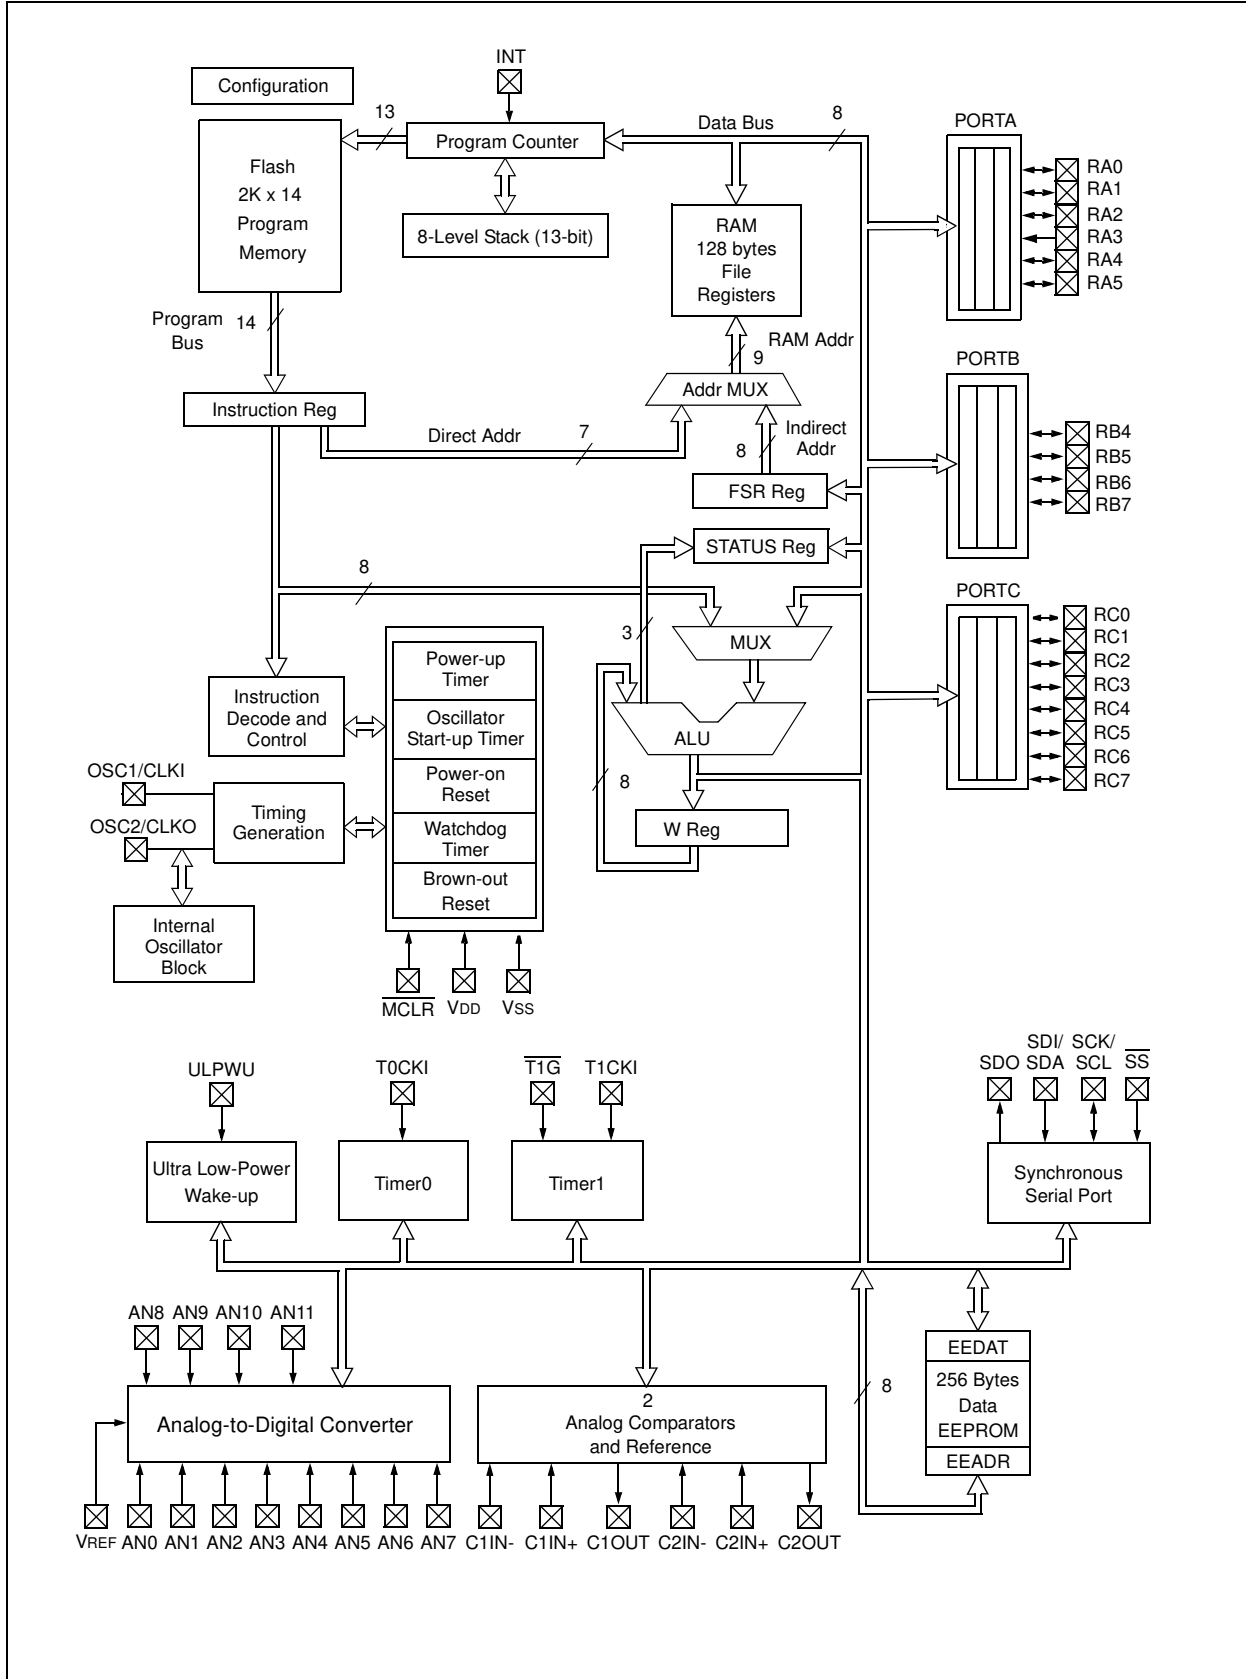 INT
Configuration
13
Program Counter
Data Bus
8
PORTA
Flash
2K x 14
Program
Memory
8-Level Stack (13-bit)
RAM
128 bytes
File
Registers
RA0
RA1
RA2
RA3
RA4
RA5
Program
Bus
14
RAM Addr
9
PORTB
Addr MUX
Instruction Reg
Direct Addr
7
Indirect
Addr
8
FSR Reg
RB4
RB5
RB6
RB7
STATUS Reg
8
PORTC
3
MUX
RC0
RC1
RC2
RC3
RC4
RC5
RC6
RC7
Power-up
Timer
Instruction
Decode and
Control
Oscillator
Start-up Timer
ALU
OSC1/CLKI
Power-on
Reset
8
OSC2/CLKO
Timing
Generation
Watchdog
Timer
W Reg
Brown-out
Reset
Internal
Oscillator
Block
MCLR
VDD
VSS
ULPWU
T0CKI
T1G
T1CKI
SDO
SDI/
SDA
SCK/
SCL
SS
Ultra Low-Power
Wake-up
Timer0
Timer1
Synchronous
Serial Port
AN8
AN9
AN10
AN11
EEDAT
256 Bytes
Data
EEPROM
EEADR
8
Analog-to-Digital Converter
2
Analog Comparators
and Reference
VREF
AN0
AN1
AN2
AN3
AN4
AN5
AN6
AN7
C1IN-
C1IN+
C1OUT
C2IN-
C2IN+
C2OUT